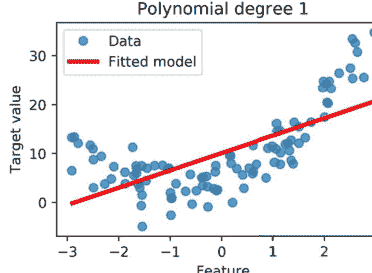 Polynomial degree 1
Data
Fitted model
Target value
30
20
10
0
−3 −2 −1 0 1 2
Feature